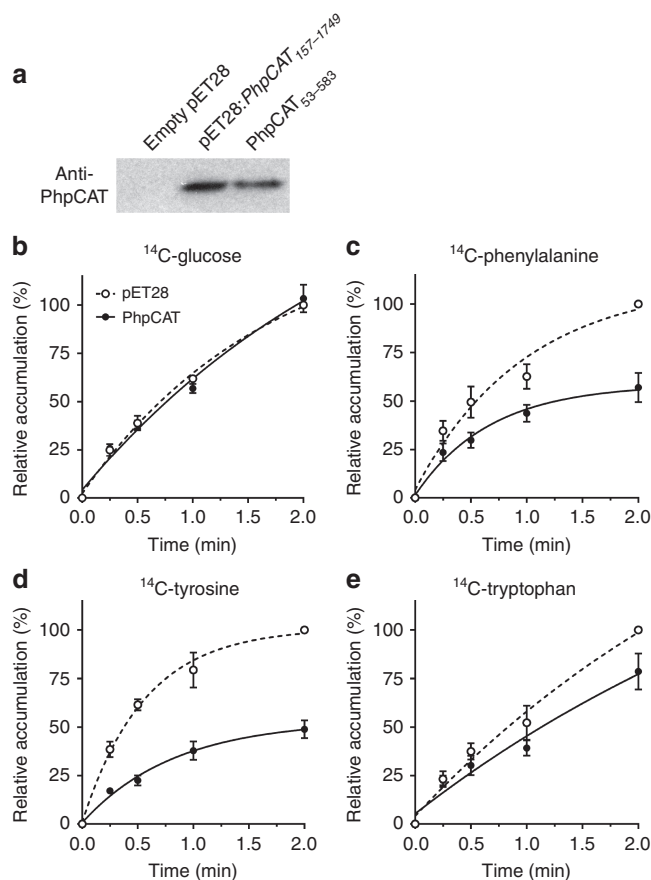 a
Empty pET28
pET28:PhpCAT157–1749
PhpCAT53–583
Anti-
PhpCAT
b
14C-glucose
pET28
PhpCAT
Relative accumulation (%)
100
75
50
25
0
0.0
0.5
1.0
1.5
2.0
Time (min)
c
14C-phenylalanine
Relative accumulation (%)
100
75
50
25
0
0.0
0.5
1.0
1.5
2.0
Time (min)
d
14C-tyrosine
Relative accumulation (%)
100
75
50
25
0
0.0
0.5
1.0
1.5
2.0
Time (min)
e
14C-tryptophan
Relative accumulation (%)
100
75
50
25
0
0.0
0.5
1.0
1.5
2.0
Time (min)